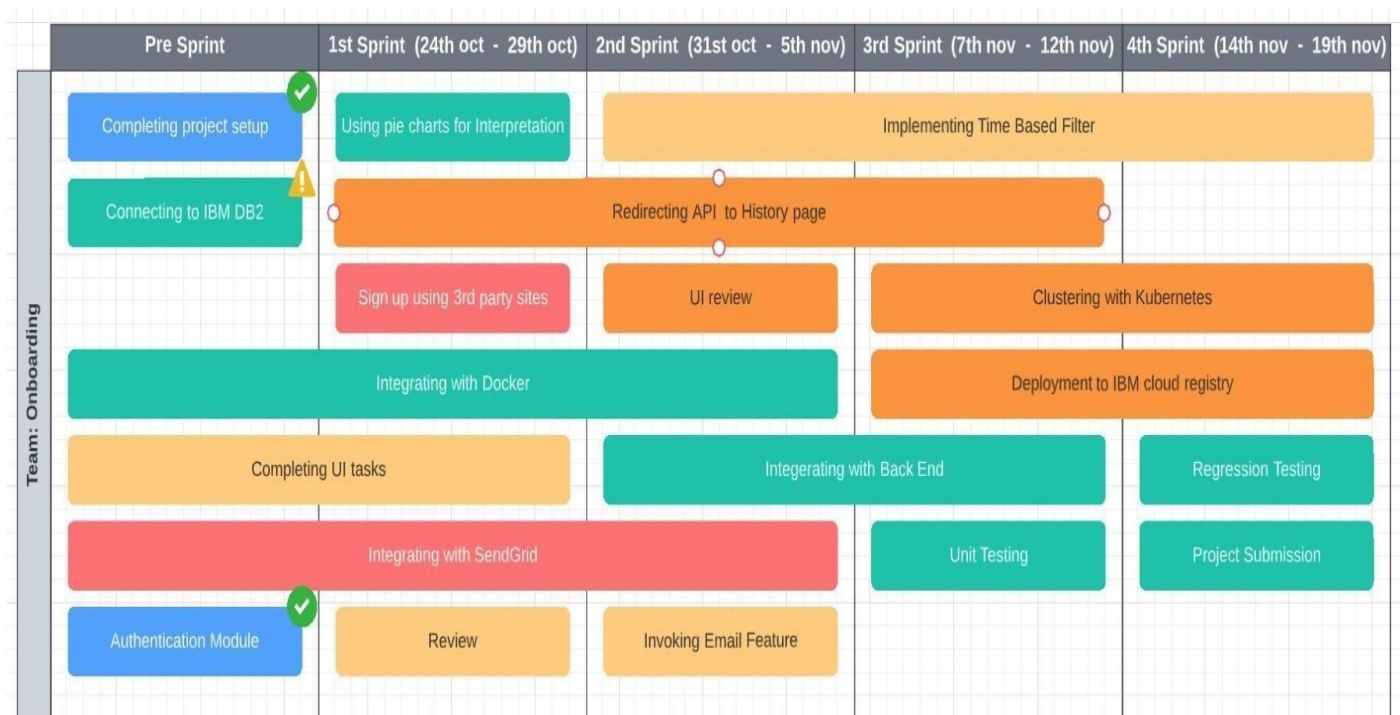 Pre Sprint
1st Sprint (24th oct - 29th oct)
2nd Sprint (31st oct - 5th nov)
3rd Sprint (7th nov - 12th nov)
4th Sprint (14th nov - 19th nov)
Team: Onboarding
Completing project setup
Using pie charts for Interpretation
Implementing Time Based Filter
Connecting to IBM DB2
Redirecting API to History page
Sign up using 3rd party sites
UI review
Clustering with Kubernetes
Integrating with Docker
Deployment to IBM cloud registry
Completing UI tasks
Integerating with Back End
Regression Testing
Integrating with SendGrid
Unit Testing
Project Submission
Authentication Module
Review
Invoking Email Feature